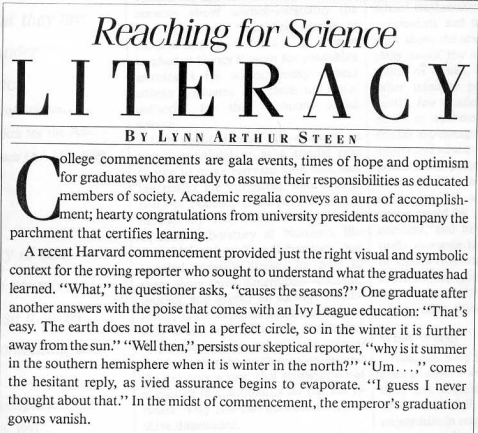 Reaching for Science
LITERACY
BY LYNN ARTHUR STEEN
College commencements are gala events, times of hope and optimism
for graduates who are ready to assume their responsibilities as educated
members of society. Academic regalia conveys an aura of accomplish-
ment; hearty congratulations from university presidents accompany the
parchment that certifies learning.
A recent Harvard commencement provided just the right visual and symbolic
context for the roving reporter who sought to understand what the graduates had
learned. “What,” the questioner asks, “causes the seasons?” One graduate after
another answers with the poise that comes with an Ivy League education: “That’s
easy. The earth does not travel in a perfect circle, so in the winter it is further
away from the sun.” “Well then,” persists our skeptical reporter, “why is it summer
in the southern hemisphere when it is winter in the north?” “Um...,” comes
the hesitant reply, as ivied assurance begins to evaporate. “I guess I never
thought about that.” In the midst of commencement, the emperor’s graduation
gowns vanish.